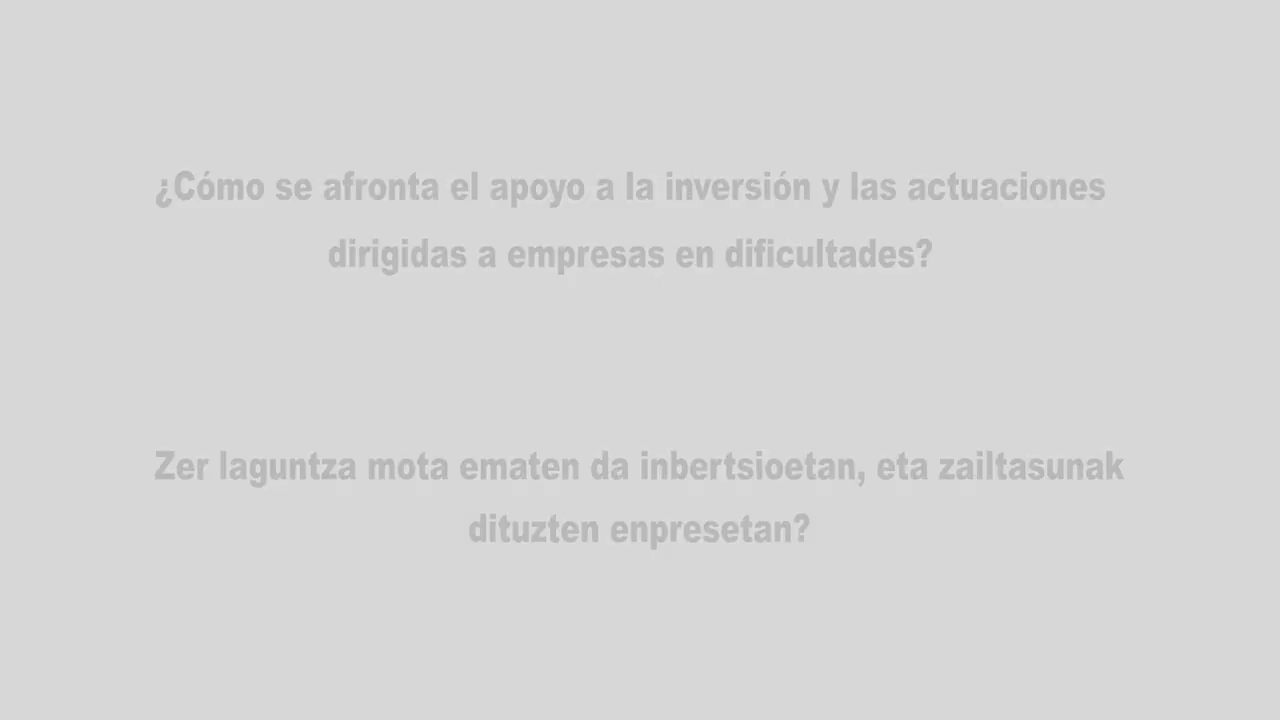 ¿Cómo se afronta el apoyo a la inversión y las actuaciones
dirigidas a empresas en dificultades?
Zer laguntza mota ematen da inbertsioetan, eta zailtasunak
dituzten enpresetan?